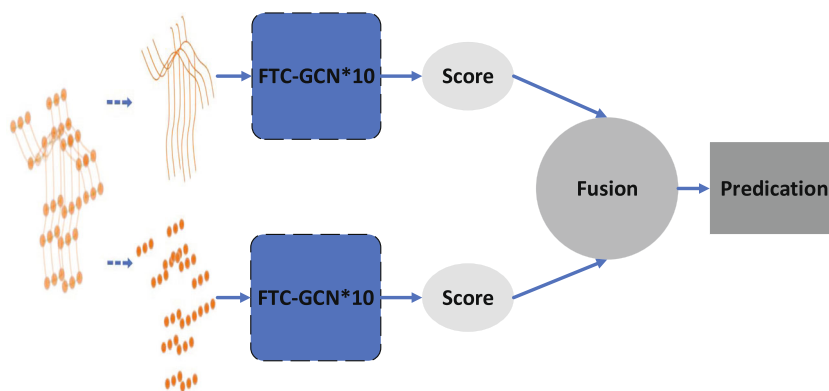 FTC-GCN*10
Score
Fusion
Predication
FTC-GCN*10
Score